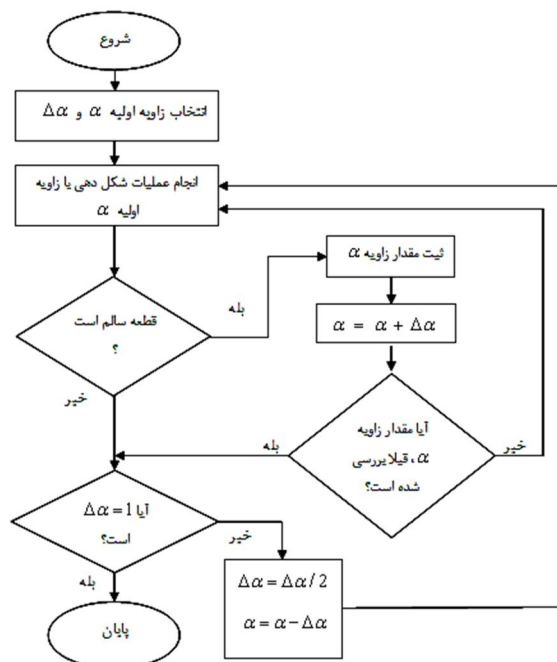 شروع
انتخاب زاویه اولیه α و Δα
انجام عملیات شکل دهی با زاویه
اولیه α
ثبت مقدار زاویه α
بله
α = α + Δα
قطعه سالم است
؟
خیر
آیا مقدار زاویه
α، قبلا بررسی
شده است؟
بله
خیر
آیا Δα = 1
است؟
خیر
بله
Δα = Δα / 2
α = α − Δα
پایان